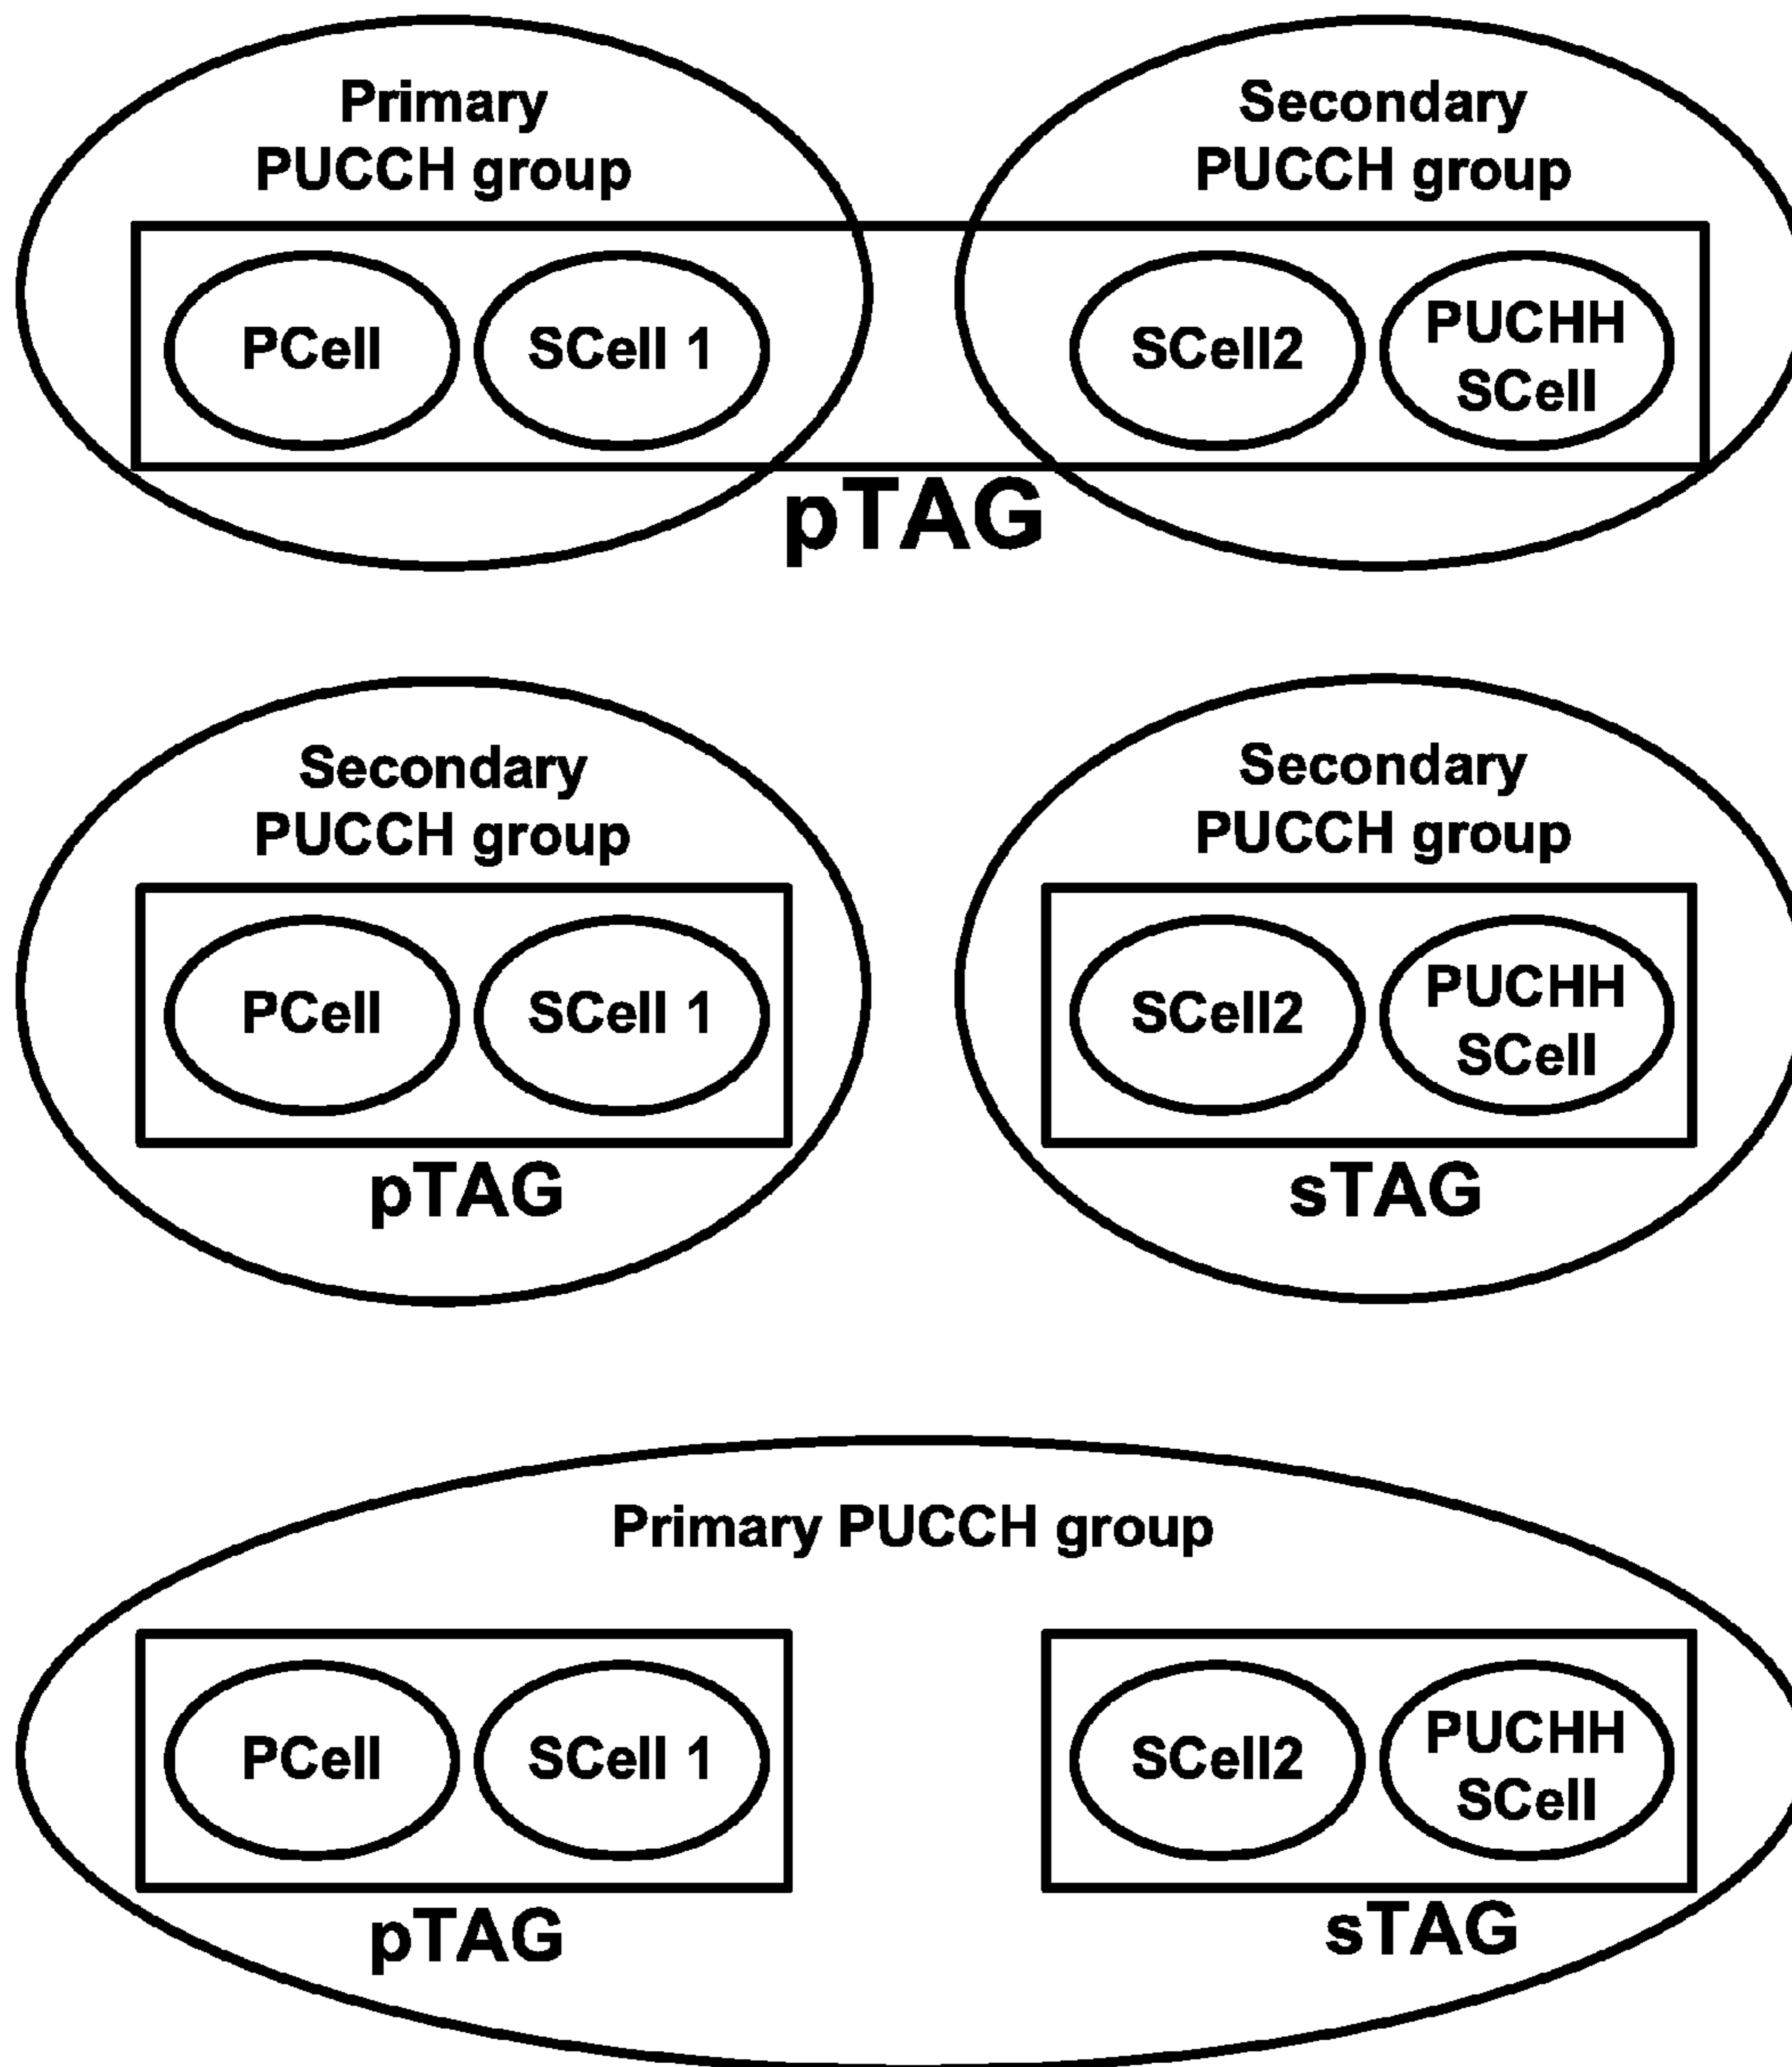 Primary
PUCCH group
Secondary
PUCCH group
PCell
SCell 1
SCell2
PUCHH
SCell
pTAG
Secondary
PUCCH group
Secondary
PUCCH group
PCell
SCell 1
SCell2
PUCHH
SCell
pTAG
sTAG
Primary PUCCH group
PCell
SCell 1
SCell2
PUCHH
SCell
pTAG
sTAG